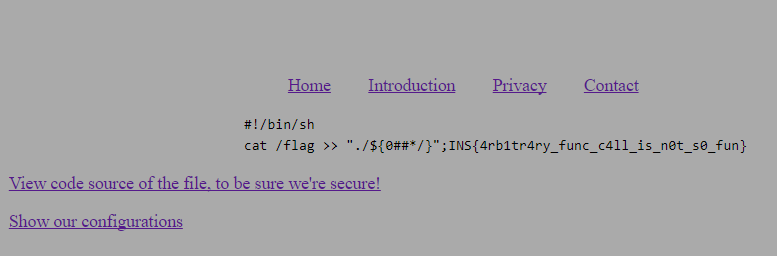 Home Introduction Privacy Contact
#!/bin/sh
cat /flag >> "./${0##*/}";INS{4rb1tr4ry_func_c4ll_is_n0t_s0_fun}
View code source of the file, to be sure we're secure!
Show our configurations